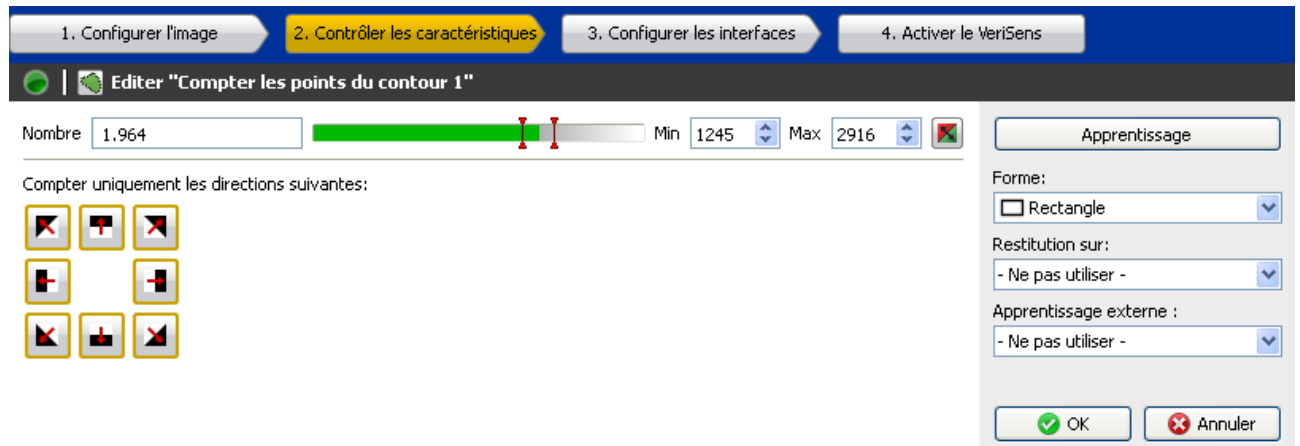 1. Configurer l'image
2. Contrôler les caractéristiques
3. Configurer les interfaces
4. Activer le VeriSens
Editer "Compter les points du contour 1"
Nombre 1.964 Min 1245 Max 2916
Compter uniquement les directions suivantes:
Apprentissage
Forme:
Rectangle
Restitution sur:
- Ne pas utiliser -
Apprentissage externe :
- Ne pas utiliser -
OK
Annuler